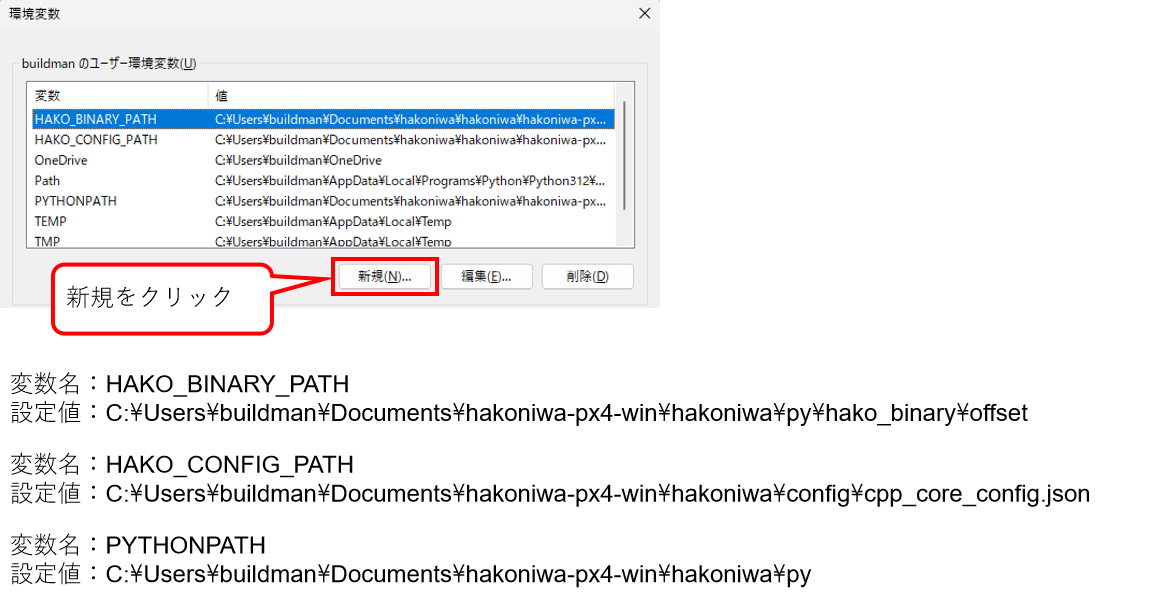 環境変数
buildman のユーザー環境変数(U)
変数 値
HAKO_BINARY_PATH C:¥Users¥buildman¥Documents¥hakoniwa¥hakoniwa¥hakoniwa-px...
HAKO_CONFIG_PATH C:¥Users¥buildman¥Documents¥hakoniwa¥hakoniwa¥hakoniwa-px...
OneDrive C:¥Users¥buildman¥OneDrive
Path C:¥Users¥buildman¥AppData¥Local¥Programs¥Python¥Python312¥...
PYTHONPATH C:¥Users¥buildman¥Documents¥hakoniwa¥hakoniwa¥hakoniwa-px...
TEMP C:¥Users¥buildman¥AppData¥Local¥Temp
TMP C:¥Users¥buildman¥AppData¥Local¥Temp
新規(N)... 編集(E)... 削除(D)
新規をクリック
変数名：HAKO_BINARY_PATH
設定値：C:¥Users¥buildman¥Documents¥hakoniwa-px4-win¥hakoniwa¥py¥hako_binary¥offset
変数名：HAKO_CONFIG_PATH
設定値：C:¥Users¥buildman¥Documents¥hakoniwa-px4-win¥hakoniwa¥config¥cpp_core_config.json
変数名：PYTHONPATH
設定値：C:¥Users¥buildman¥Documents¥hakoniwa-px4-win¥hakoniwa¥py